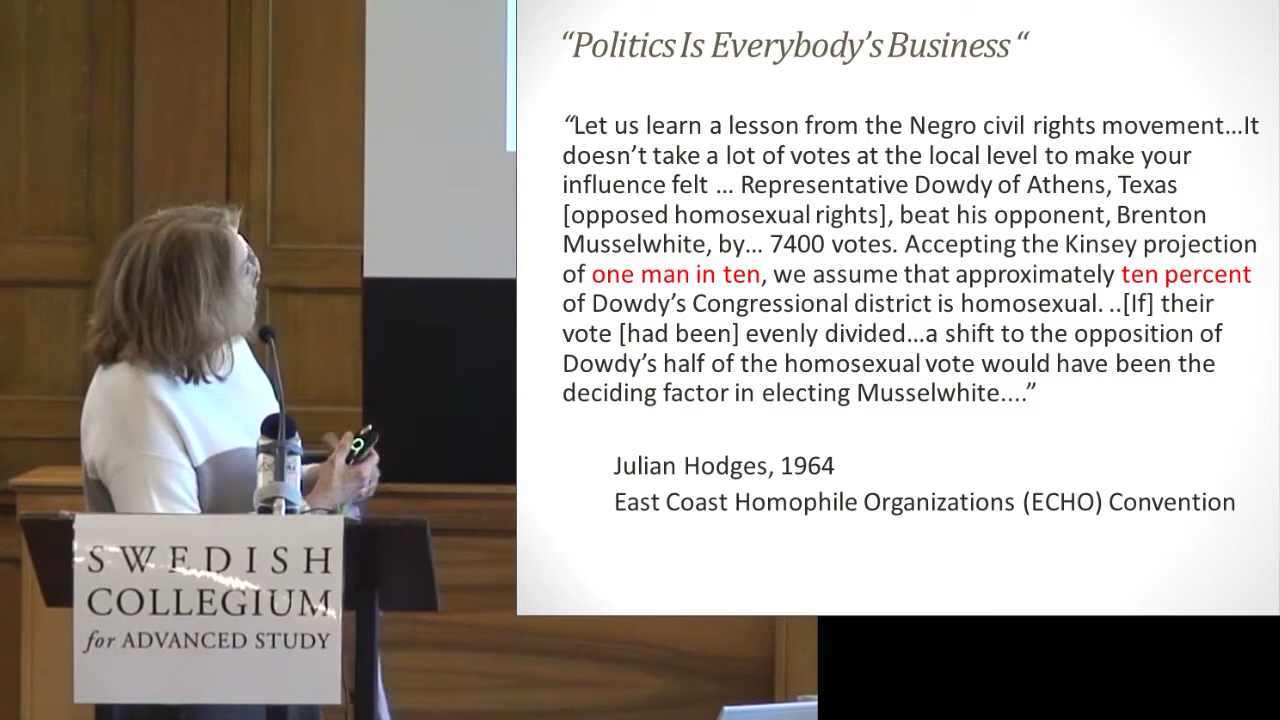 “Politics Is Everybody’s Business “
“Let us learn a lesson from the Negro civil rights movement…It
doesn’t take a lot of votes at the local level to make your
influence felt … Representative Dowdy of Athens, Texas
[opposed homosexual rights], beat his opponent, Brenton
Musselwhite, by… 7400 votes. Accepting the Kinsey projection
of one man in ten, we assume that approximately ten percent
of Dowdy’s Congressional district is homosexual. ..[If] their
vote [had been] evenly divided…a shift to the opposition of
Dowdy’s half of the homosexual vote would have been the
deciding factor in electing Musselwhite....”
Julian Hodges, 1964
East Coast Homophile Organizations (ECHO) Convention
SWEDISH
COLLEGIUM
for ADVANCED STUDY